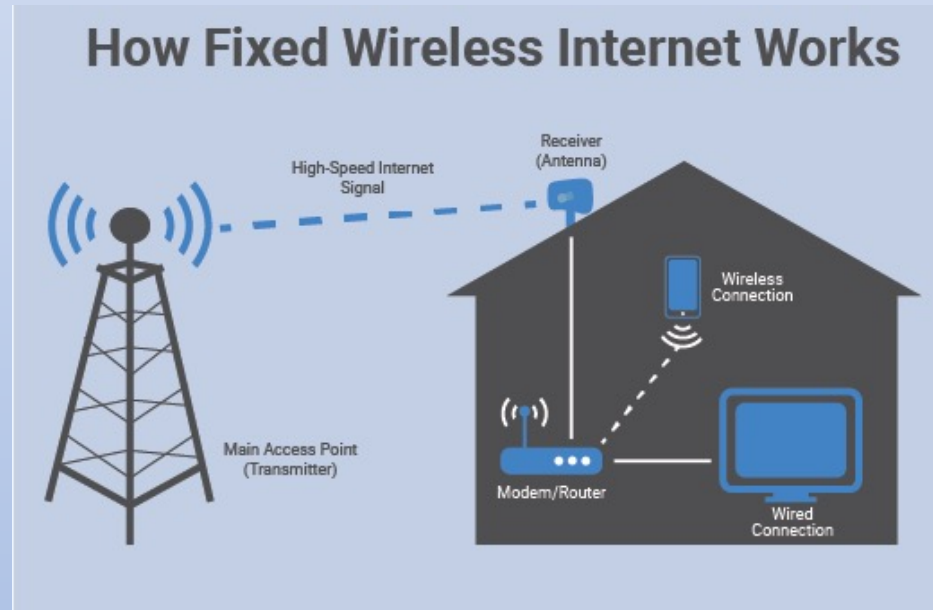 How Fixed Wireless Internet Works
Receiver
(Antenna)
High-Speed Internet
Signal
Wireless
Connection
Main Access Point
(Transmitter)
Modem/Router
Wired
Connection